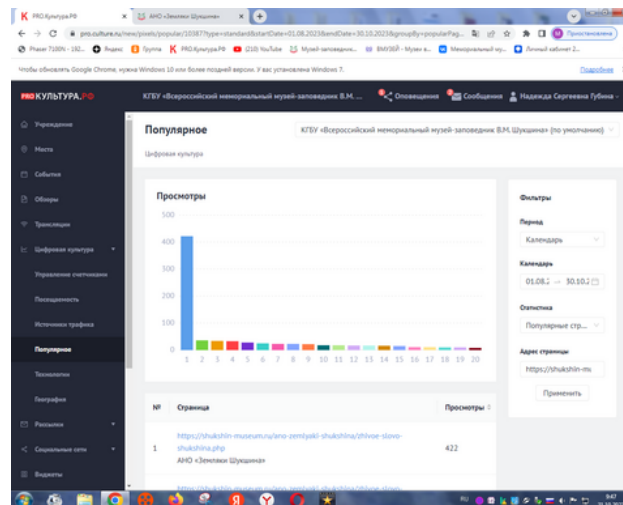 PRO.Культура.РФ
АНО «Земляки Шукшина»
pro.culture.ru/new/pixels/popular/10387?type=standard&startDate=01.08.2023&endDate=30.10.2023&groupBy=popularPag...
Приостановлена
Яндекс
Группа
PRO.Культура.РФ
(210) YouTube
Музей-заповедник...
Мемориальный му...
Личный кабинет 2...
Чтобы обновлять Google Chrome, нужна Windows 10 или более поздней версии. У вас установлена Windows 7.
Подробнее
PRO КУЛЬТУРА.РФ
КГБУ «Всероссийский мемориальный музей-заповедник В.М. ...
Оповещения
Сообщения
Надежда Сергеевна Губина
Учреждение
Места
События
Обзоры
Трансляции
Цифровая культура
Управление счетчиками
Посещаемость
Источники трафика
Популярное
Технологии
География
Рассылки
Социальные сети
Виджеты
Популярное
КГБУ «Всероссийский мемориальный музей-заповедник В.М. Шукшина» (по умолчанию)
Цифровая культура
Просмотры
500
400
300
200
100
0
1 2 3 4 5 6 7 8 9 10 11 12 13 14 15 16 17 18 19 20
Фильтры
Период
Календарь
Календарь
01.08.2 → 30.10.2
Статистика
Популярные стр...
Адрес страницы
https://shukshin-mu
Применить
№ Страница Просмотры
1 https://shukshin-museum.ru/ano-zemlyaki-shukshina/zhivoe-slovo-
shukshina.php
АНО «Земляки Шукшина»
422
RU
9:47